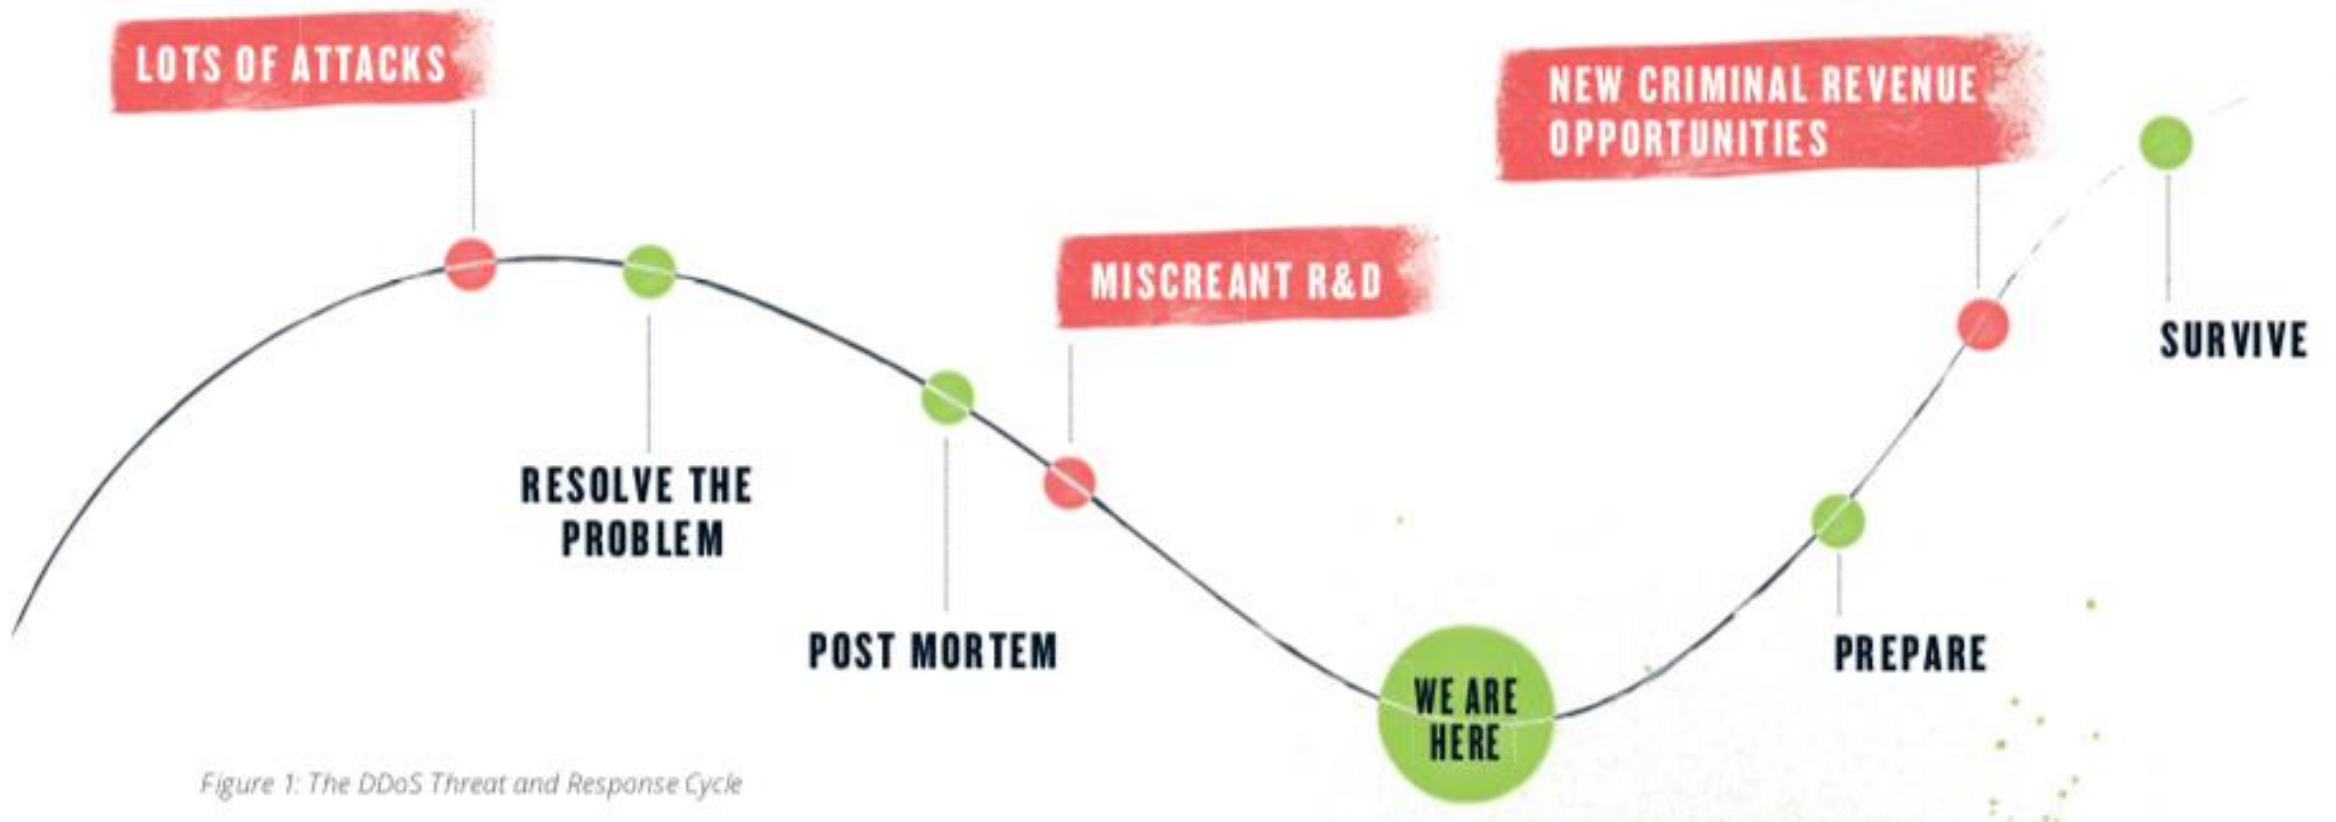 LOTS OF ATTACKS
NEW CRIMINAL REVENUE
OPPORTUNITIES
MISCREANT R&D
SURVIVE
RESOLVE THE
PROBLEM
POST MORTEM
PREPARE
WE ARE
HERE
Figure 1: The DDoS Threat and Response Cycle